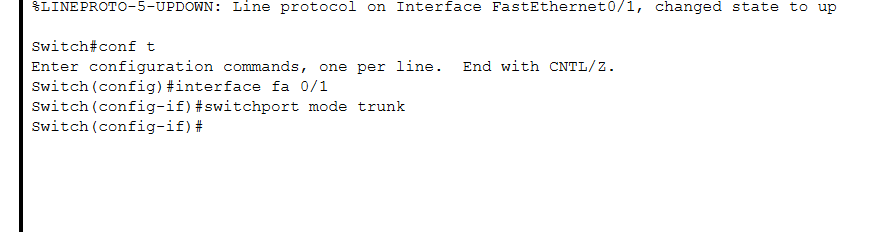 %LINEPROTO-5-UPDOWN: Line protocol on Interface FastEthernet0/1, changed state to up
Switch#conf t
Enter configuration commands, one per line.  End with CNTL/Z.
Switch(config)#interface fa 0/1
Switch(config-if)#switchport mode trunk
Switch(config-if)#